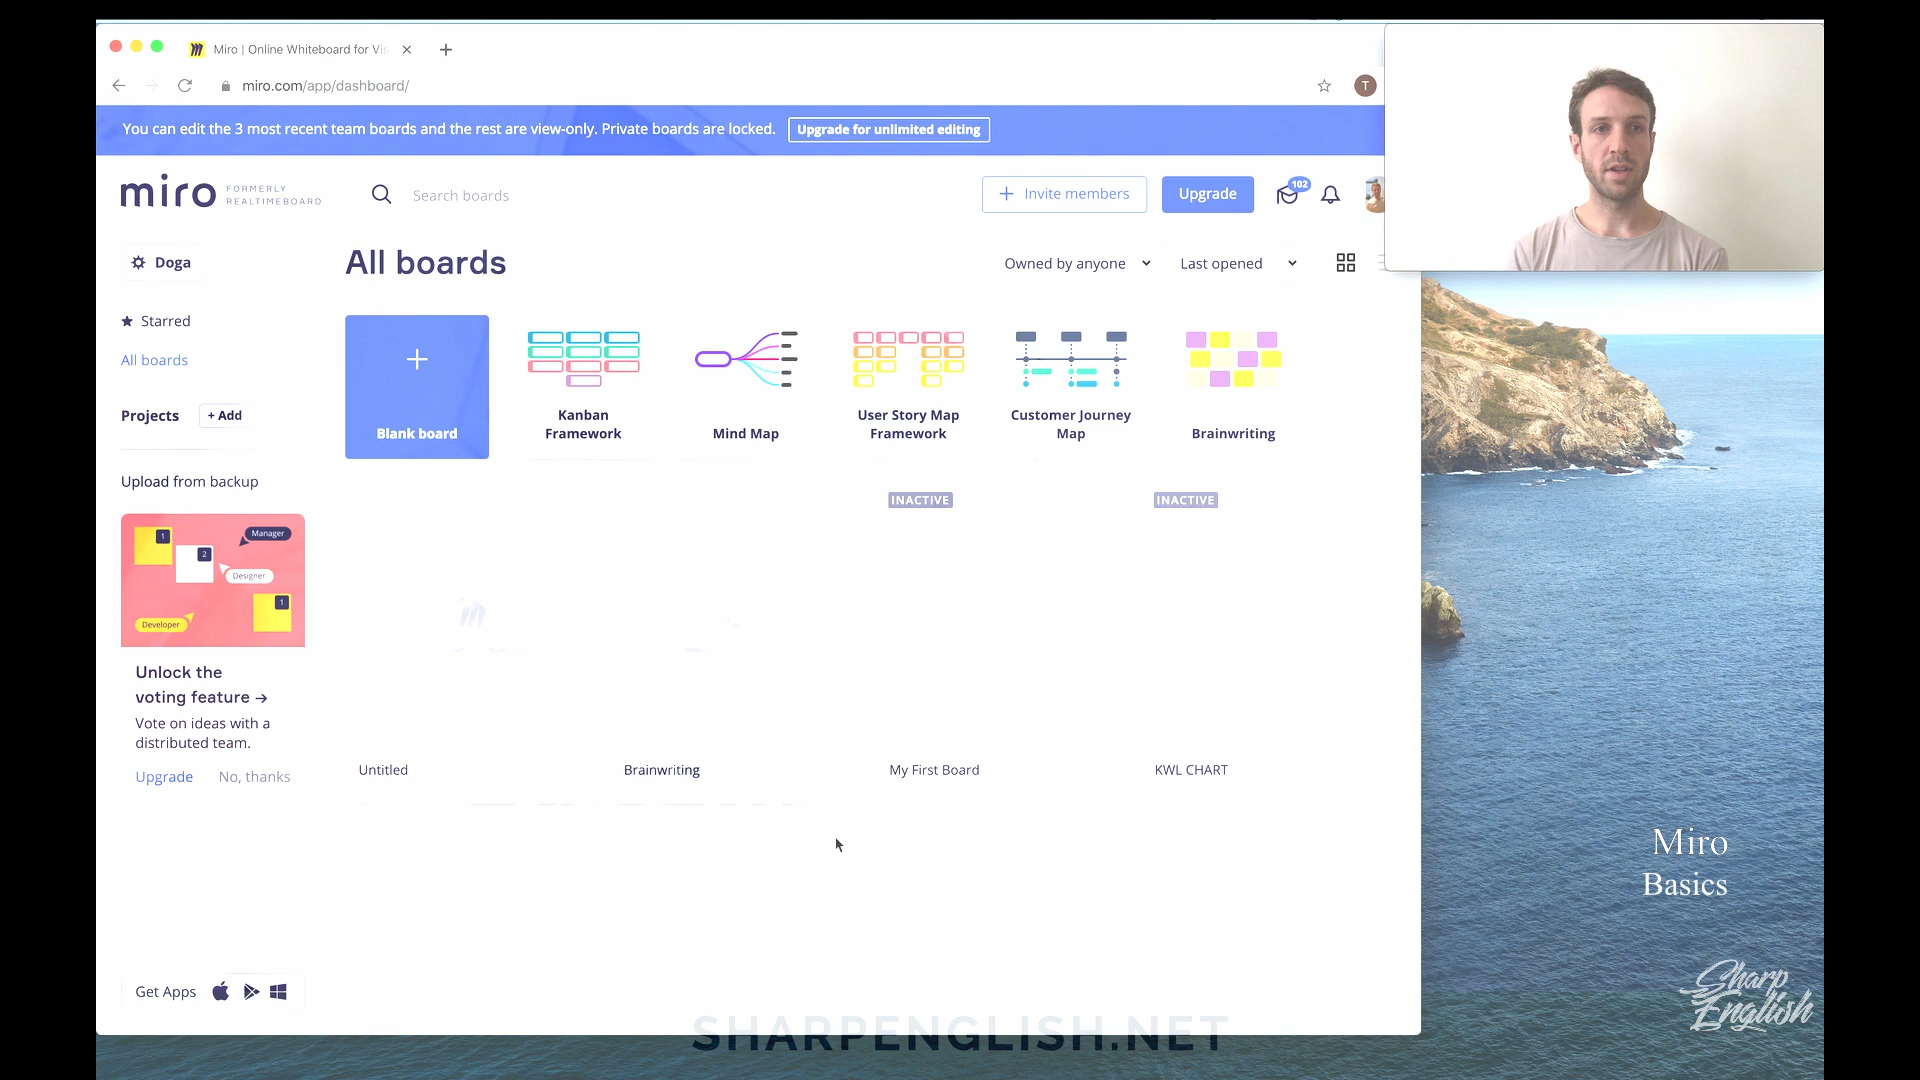 Miro | Online Whiteboard for Vis
miro.com/app/dashboard/
T
You can edit the 3 most recent team boards and the rest are view-only. Private boards are locked.
Upgrade for unlimited editing
miro
FORMERLY
REALTIMEBOARD
Search boards
+ Invite members
Upgrade
102
Doga
All boards
Owned by anyone
Last opened
Starred
All boards
Projects
+ Add
Upload from backup
Blank board
Kanban
Framework
Mind Map
User Story Map
Framework
Customer Journey
Map
Brainwriting
INACTIVE
INACTIVE
1
Manager
2
Designer
1
Developer
Unlock the
voting feature →
Vote on ideas with a
distributed team.
Upgrade
No, thanks
Untitled
Brainwriting
My First Board
KWL CHART
Get Apps
Miro
Basics
Sharp
English
SHARPENGLISH.NET